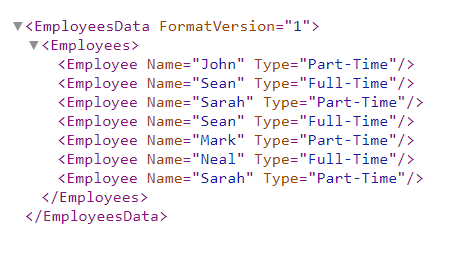 ▼<EmployeesData FormatVersion="1">
▼<Employees>
<Employee Name="John" Type="Part-Time"/>
<Employee Name="Sean" Type="Full-Time"/>
<Employee Name="Sarah" Type="Part-Time"/>
<Employee Name="Sean" Type="Full-Time"/>
<Employee Name="Mark" Type="Part-Time"/>
<Employee Name="Neal" Type="Full-Time"/>
<Employee Name="Sarah" Type="Part-Time"/>
</Employees>
</EmployeesData>